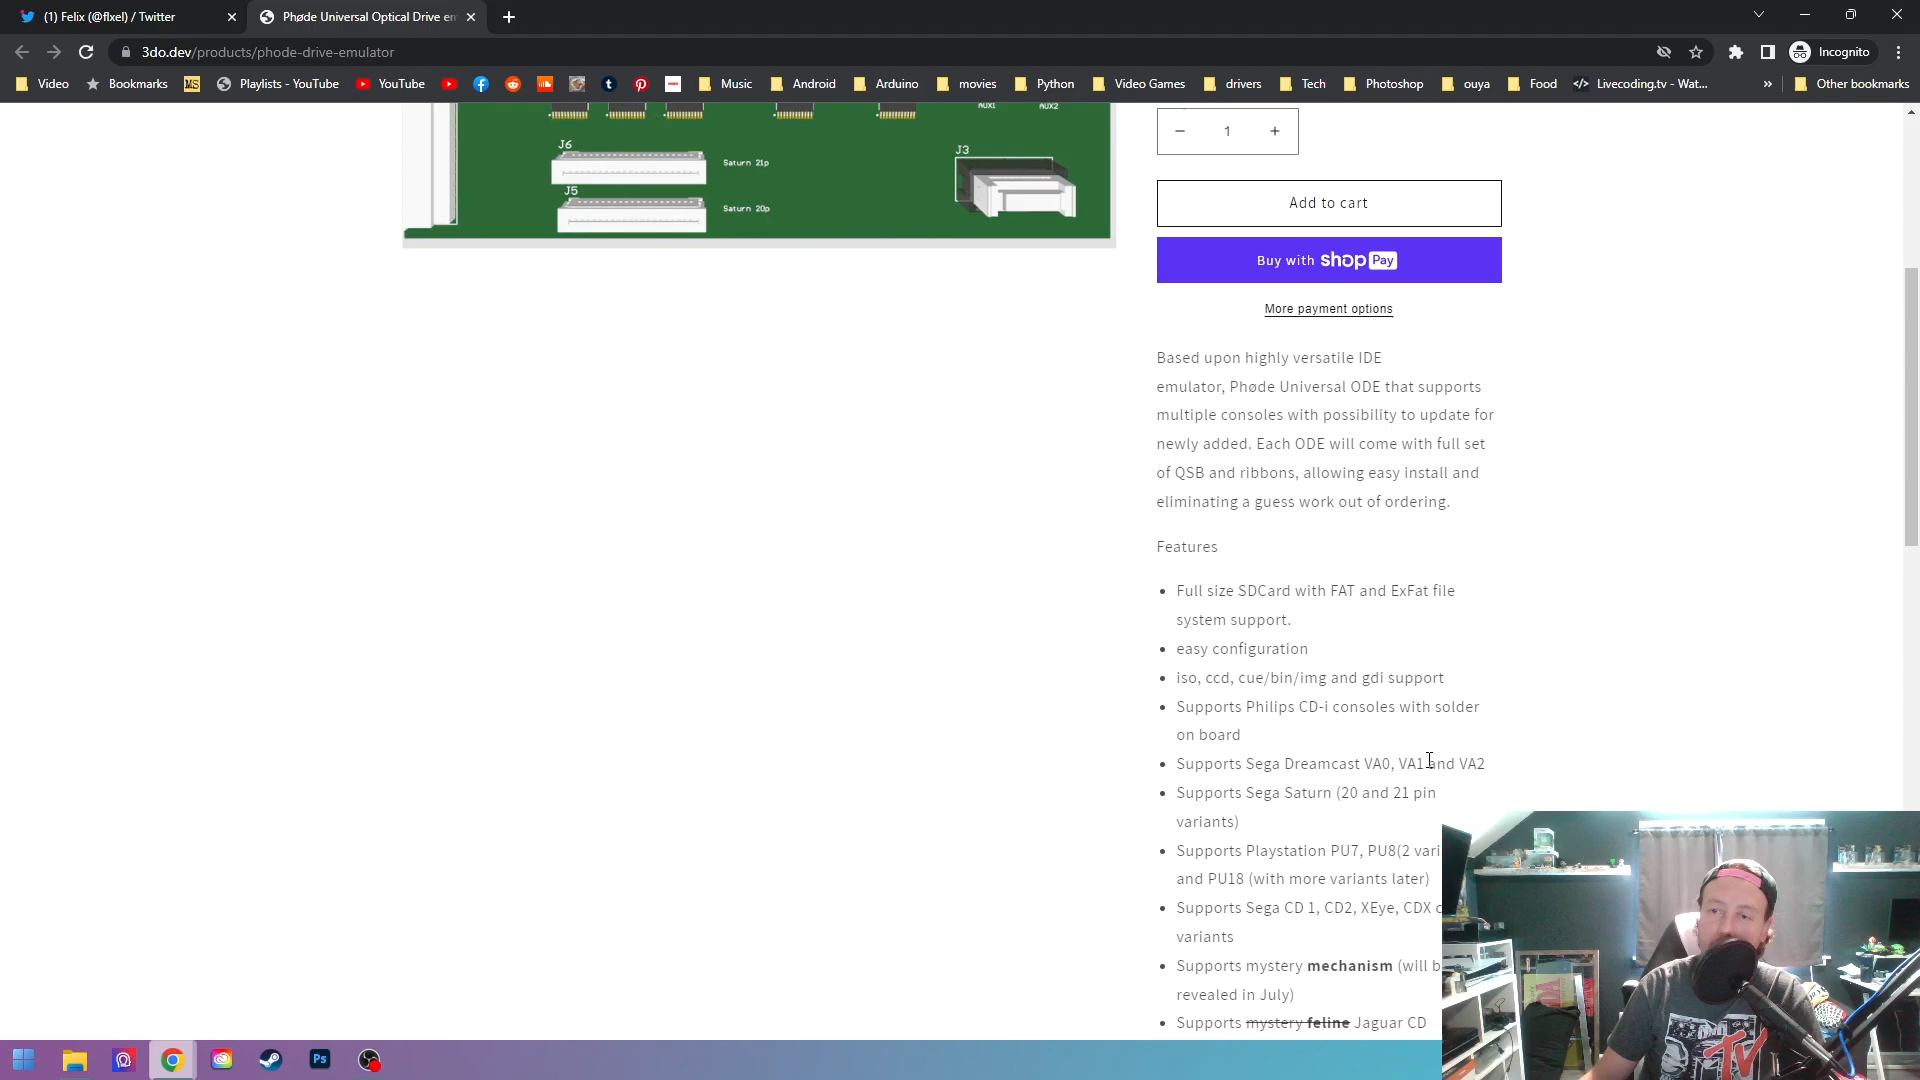 (1) Felix (@flxel) / Twitter
Phøde Universal Optical Drive em
3do.dev/products/phode-drive-emulator
Incognito
Video
Bookmarks
MS
Playlists - YouTube
YouTube
Music
Android
Arduino
movies
Python
Video Games
drivers
Tech
Photoshop
ouya
Food
Livecoding.tv - Wat...
»
Other bookmarks
AUX1
AUX2
J6
Saturn 21p
J5
Saturn 20p
J3
− 1 +
Add to cart
Buy with shop Pay
More payment options
Based upon highly versatile IDE
emulator, Phøde Universal ODE that supports
multiple consoles with possibility to update for
newly added. Each ODE will come with full set
of QSB and ribbons, allowing easy install and
eliminating a guess work out of ordering.
Features
• Full size SDCard with FAT and ExFat file
system support.
• easy configuration
• iso, ccd, cue/bin/img and gdi support
• Supports Philips CD-i consoles with solder
on board
• Supports Sega Dreamcast VA0, VA1 and VA2
• Supports Sega Saturn (20 and 21 pin
variants)
• Supports Playstation PU7, PU8(2 vari
and PU18 (with more variants later)
• Supports Sega CD 1, CD2, XEye, CDX
variants
• Supports mystery mechanism (will b
revealed in July)
• Supports mystery feline Jaguar CD
Ps
TV